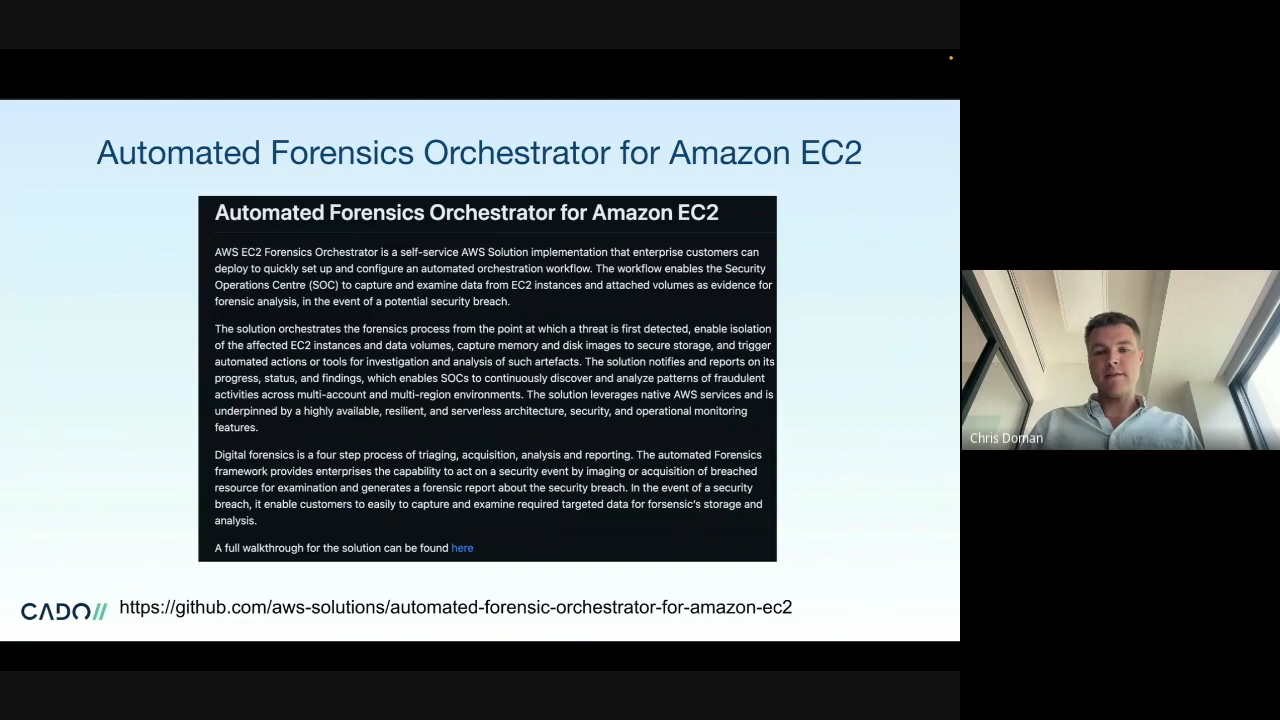 Automated Forensics Orchestrator for Amazon EC2
Automated Forensics Orchestrator for Amazon EC2
AWS EC2 Forensics Orchestrator is a self-service AWS Solution implementation that enterprise customers can
deploy to quickly set up and configure an automated orchestration workflow. The workflow enables the Security
Operations Centre (SOC) to capture and examine data from EC2 instances and attached volumes as evidence for
forensic analysis, in the event of a potential security breach.
The solution orchestrates the forensics process from the point at which a threat is first detected, enable isolation
of the affected EC2 instances and data volumes, capture memory and disk images to secure storage, and trigger
automated actions or tools for investigation and analysis of such artefacts. The solution notifies and reports on its
progress, status, and findings, which enables SOCs to continuously discover and analyze patterns of fraudulent
activities across multi-account and multi-region environments. The solution leverages native AWS services and is
underpinned by a highly available, resilient, and serverless architecture, security, and operational monitoring
features.
Digital forensics is a four step process of triaging, acquisition, analysis and reporting. The automated Forensics
framework provides enterprises the capability to act on a security event by imaging or acquisition of breached
resource for examination and generates a forensic report about the security breach. In the event of a security
breach, it enable customers to easily to capture and examine required targeted data for forsensic's storage and
analysis.
A full walkthrough for the solution can be found here
CADO// https://github.com/aws-solutions/automated-forensic-orchestrator-for-amazon-ec2
Chris Doman